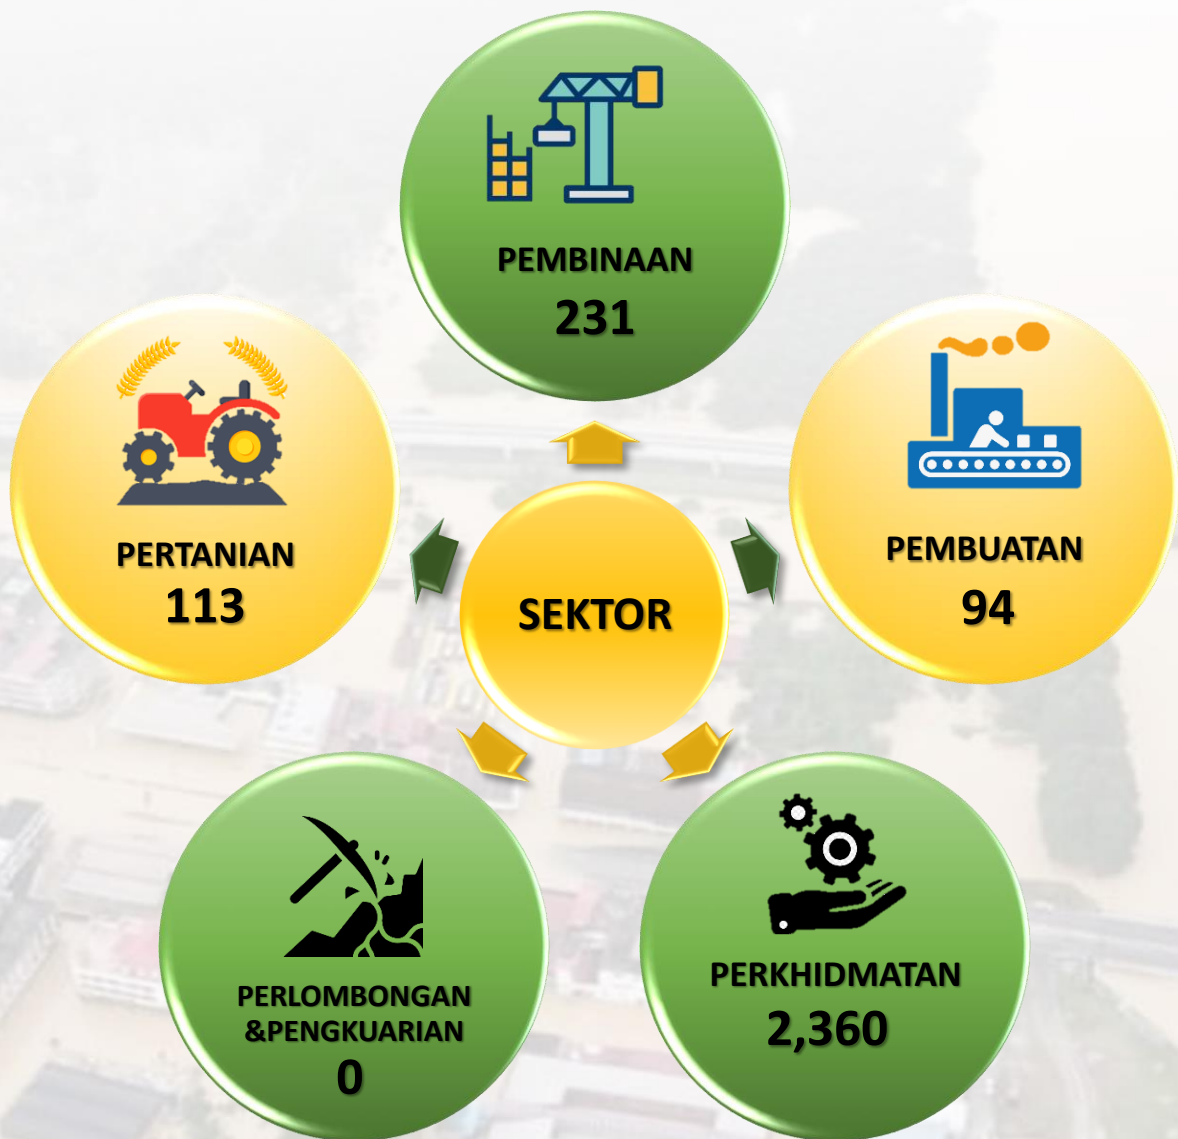 PEMBINAAN
231
PERTANIAN
113
PEMBUATAN
94
SEKTOR
PERLOMBONGAN
&PENGKUARIAN
0
PERKHIDMATAN
2,360